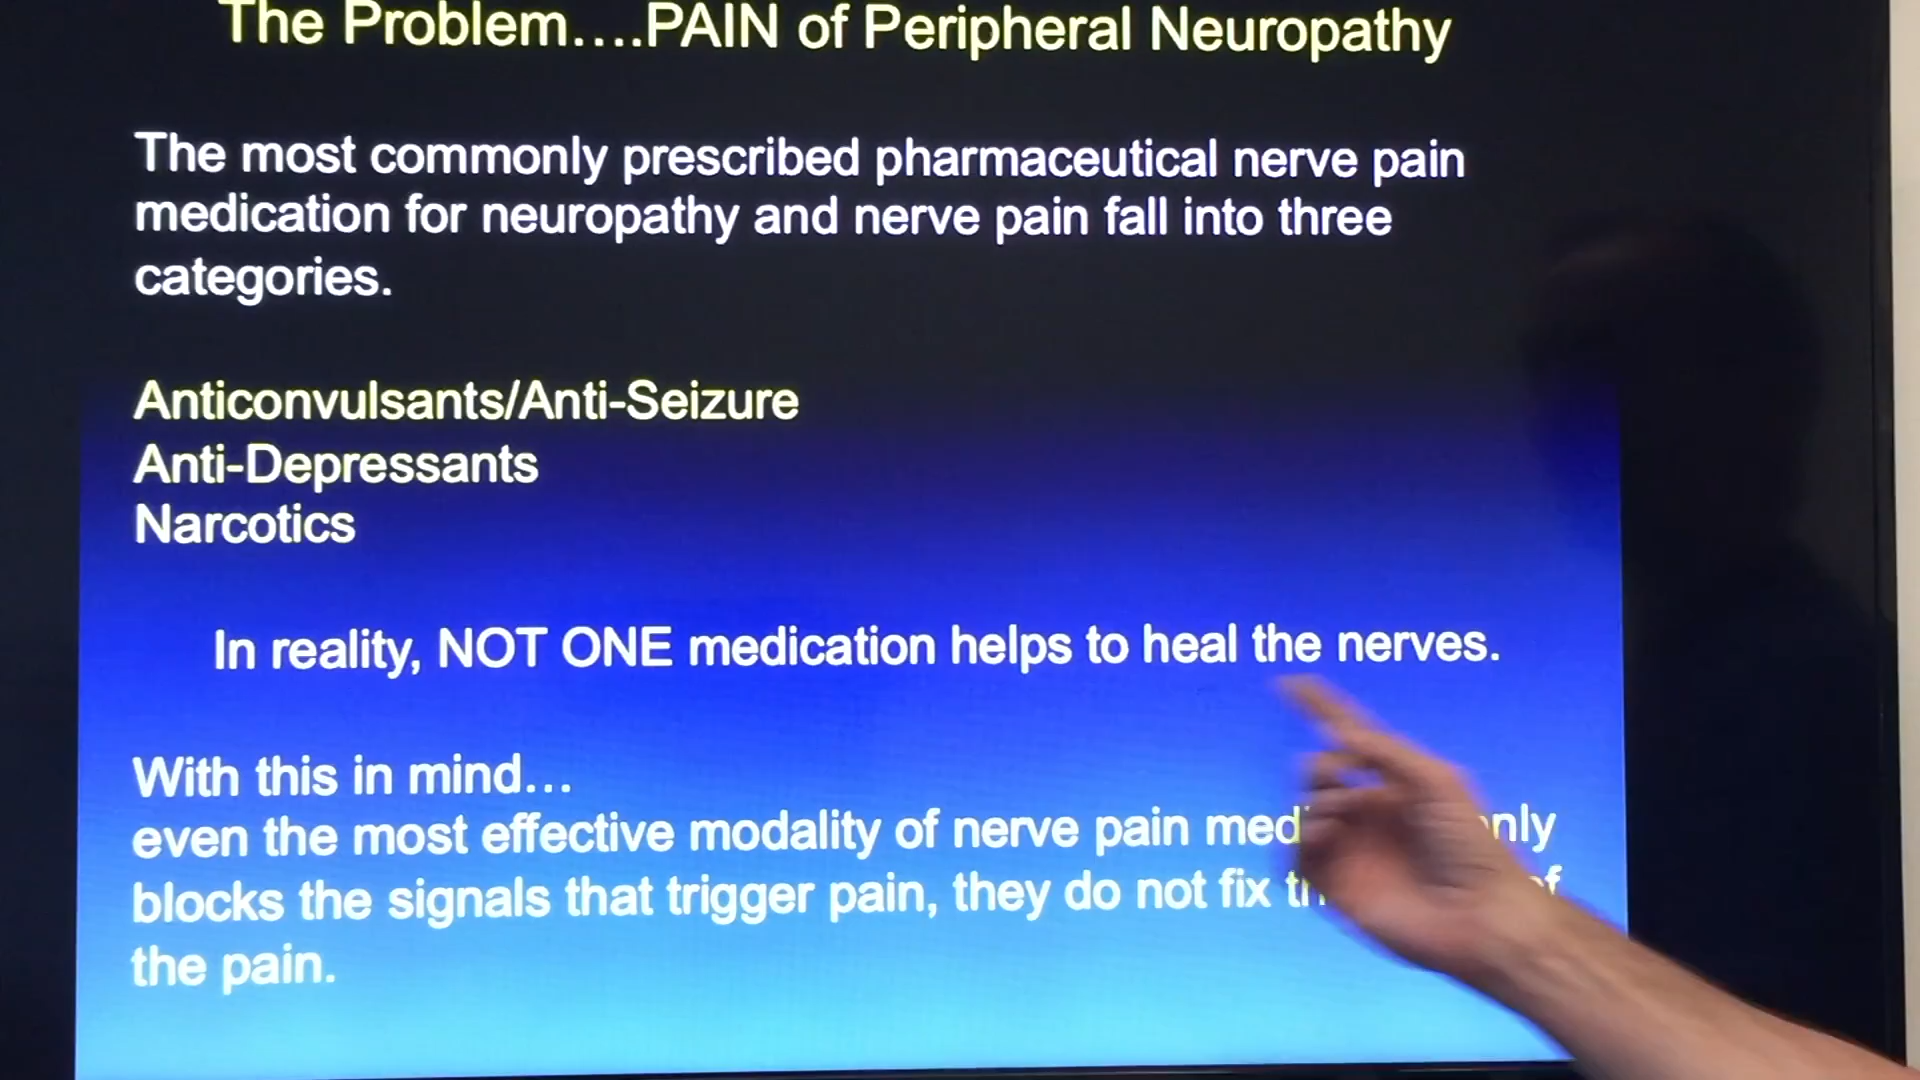 The Problem....PAIN of Peripheral Neuropathy
The most commonly prescribed pharmaceutical nerve pain
medication for neuropathy and nerve pain fall into three
categories.
Anticonvulsants/Anti-Seizure
Anti-Depressants
Narcotics
In reality, NOT ONE medication helps to heal the nerves.
With this in mind...
even the most effective modality of nerve pain
blocks the signals that trigger pain, they do not fix
the pain.